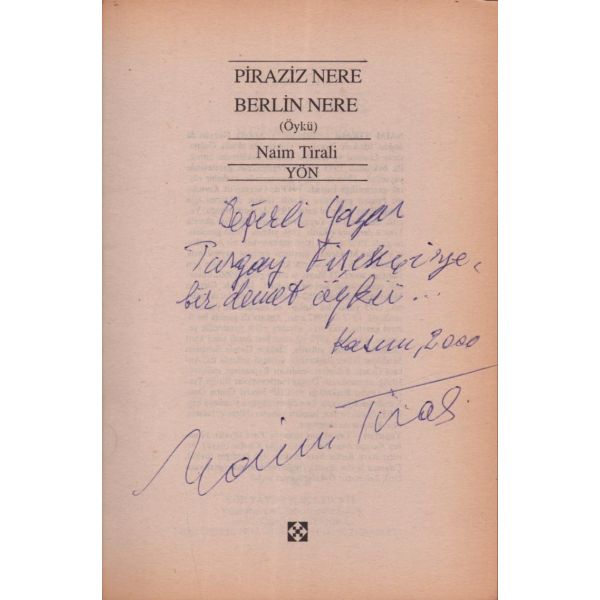 PİRAZİZ NERE
BERLİN NERE
(Öykü)
Naim Tirali
YÖN
Değerli Yazar
Turgay Fişekçi'ye,
bir demet öykü...
Kasım, 2000
Naim Tirali